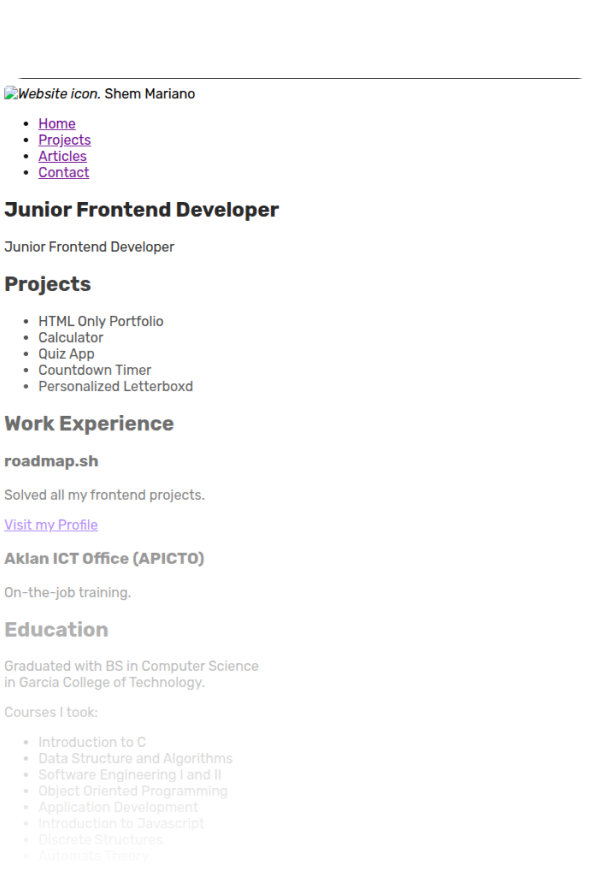 Website icon. Shem Mariano
Home
Projects
Articles
Contact
Junior Frontend Developer
Junior Frontend Developer
Projects
HTML Only Portfolio
Calculator
Quiz App
Countdown Timer
Personalized Letterboxd
Work Experience
roadmap.sh
Solved all my frontend projects.
Visit my Profile
Aklan ICT Office (APICTO)
On-the-job training.
Education
Graduated with BS in Computer Science
in Garcia College of Technology.
Courses I took:
Introduction to C
Data Structure and Algorithms
Software Engineering I and II
Object Oriented Programming
Application Development
Introduction to Javascript
Discrete Structures
Automata Theory